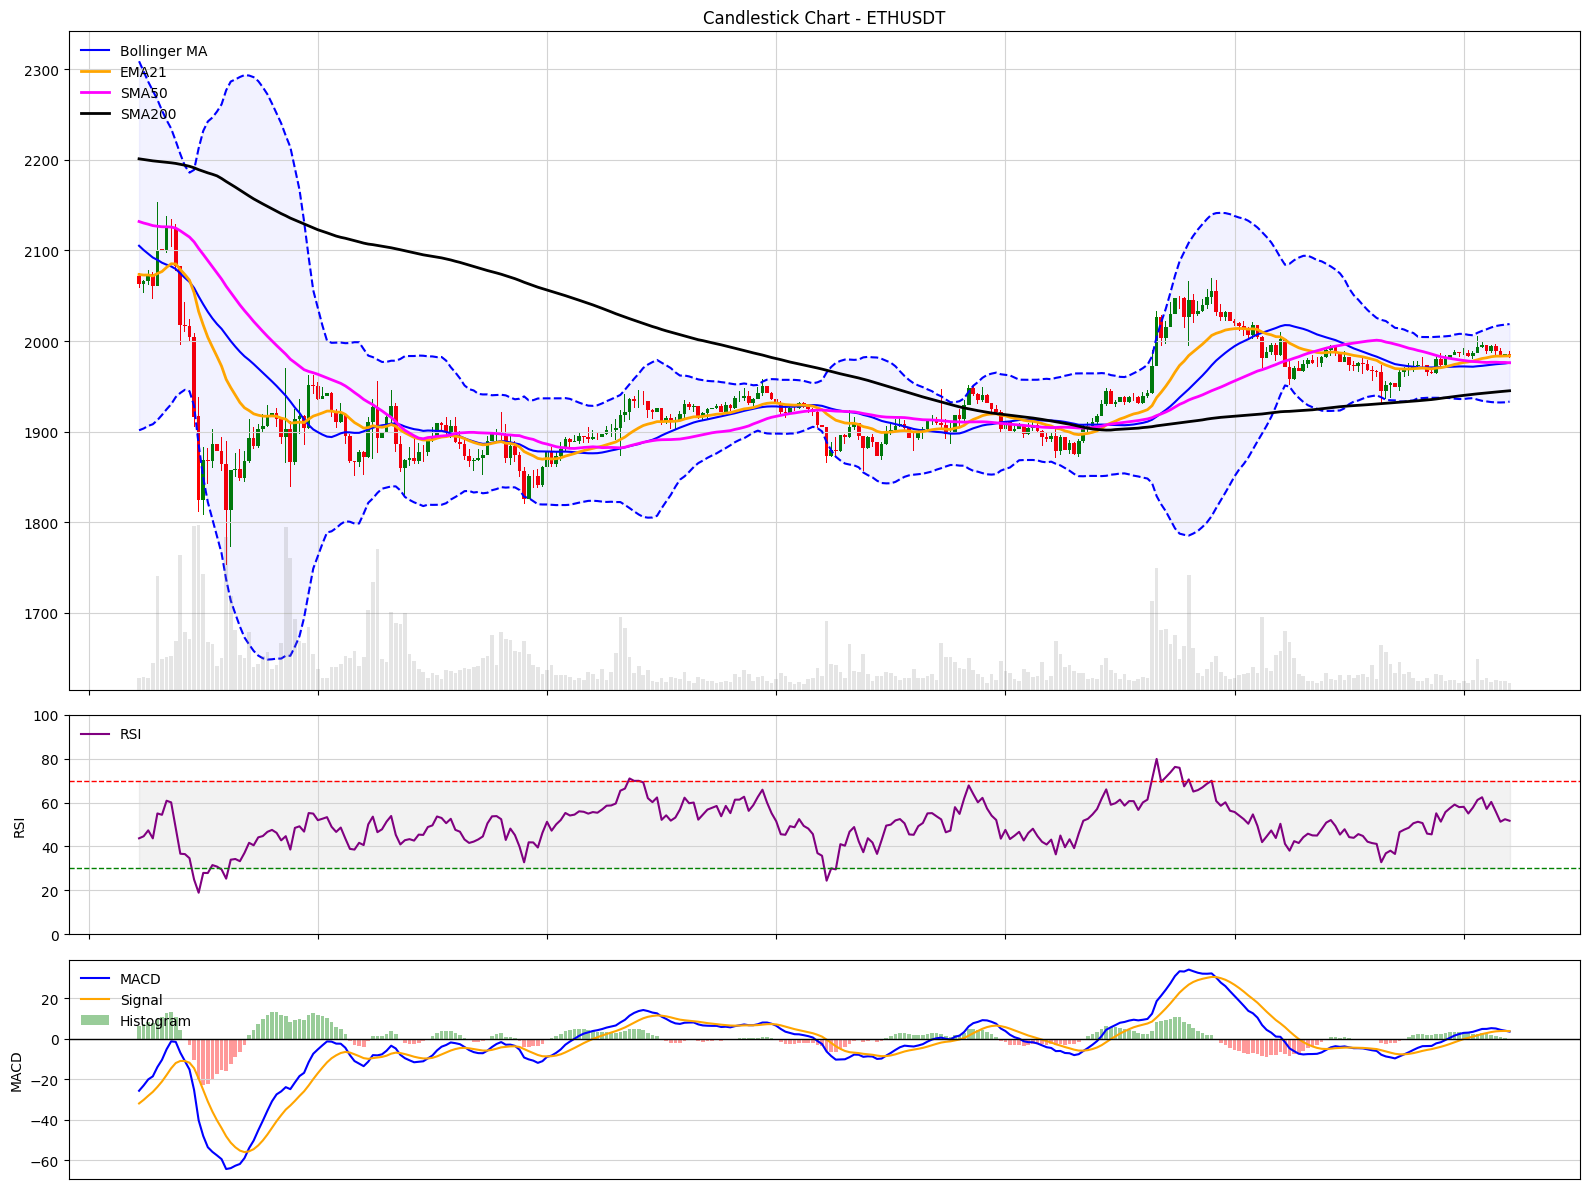 Candlestick Chart - ETHUSDT
Bollinger MA
EMA21
SMA50
SMA200
2300
2200
2100
2000
1900
1800
1700
RSI
100
80
60
40
20
0
RSI
MACD
Signal
Histogram
20
0
−20
−40
−60
MACD